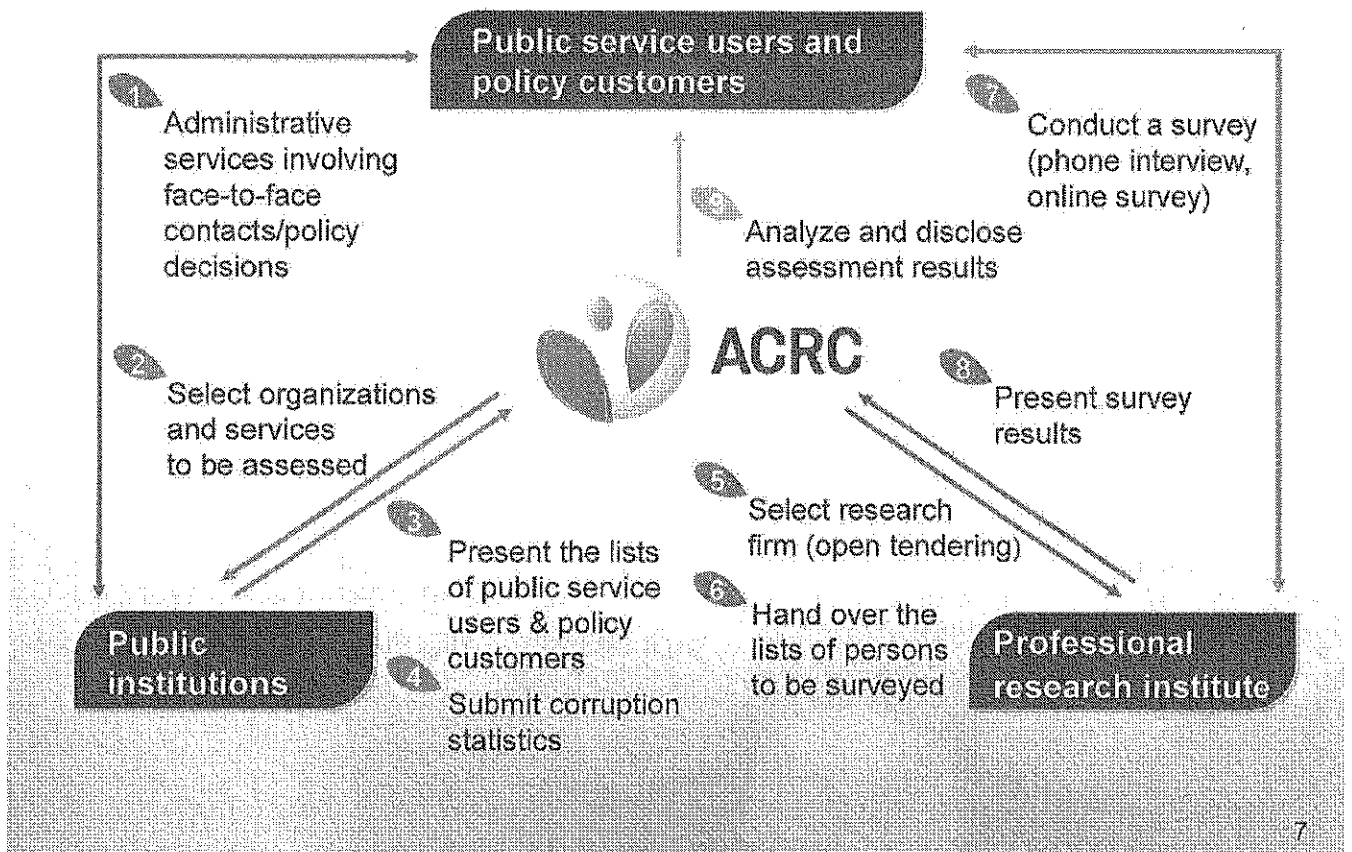 Public service users and
policy customers
1
Administrative
services involving
face-to-face
contacts/policy
decisions
2
Select organizations
and services
to be assessed
3
Present the lists
of public service
users & policy
customers
4
Submit corruption
statistics
5
Select research
firm (open tendering)
6
Hand over the
lists of persons
to be surveyed
7
Conduct a survey
(phone interview,
online survey)
8
Present survey
results
9
Analyze and disclose
assessment results
ACRC
Public
institutions
Professional
research institute
7